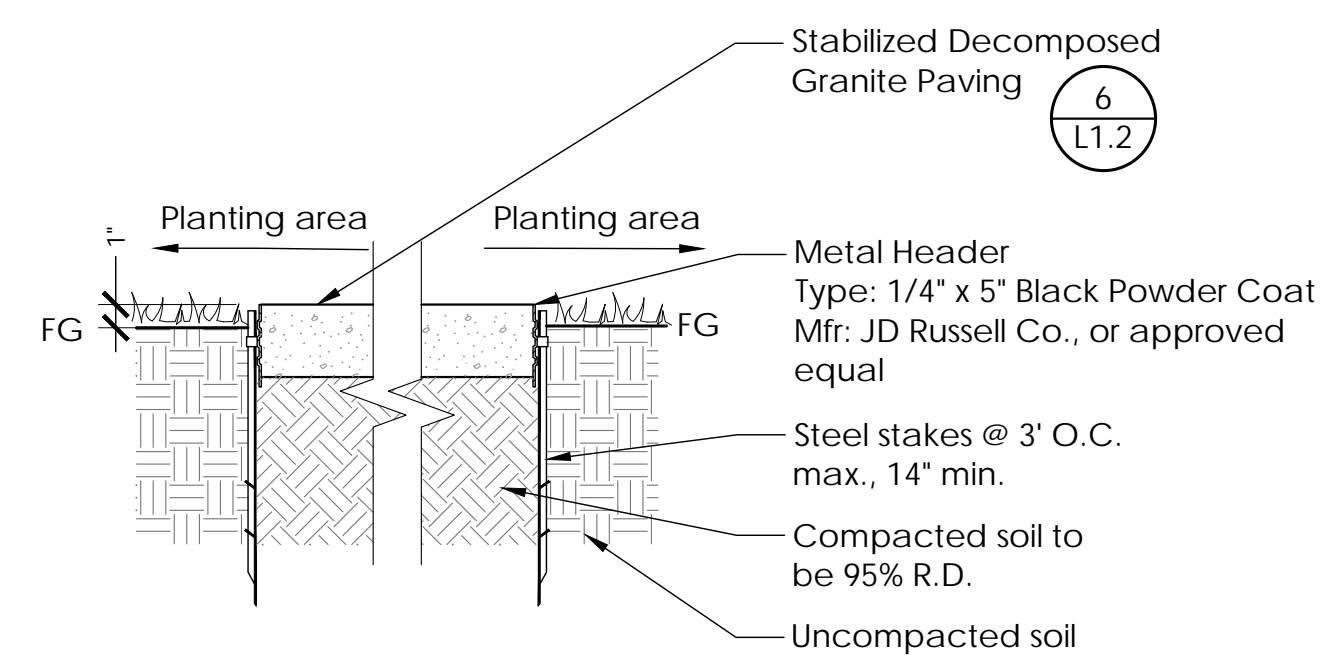 Stabilized Decomposed
Granite Paving
6
L1.2
Planting area
Planting area
1"
FG
FG
Metal Header
Type: 1/4" x 5" Black Powder Coat
Mfr: JD Russell Co., or approved
equal
Steel stakes @ 3' O.C.
max., 14" min.
Compacted soil to
be 95% R.D.
Uncompacted soil